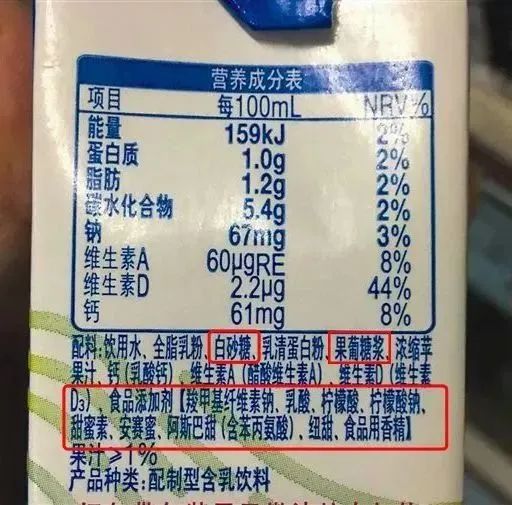 营养成分表
项目 每100mL NRV%
能量 159kJ 2%
蛋白质 1.0g 2%
脂肪 1.2g 2%
碳水化合物 5.4g 2%
钠 67mg 3%
维生素A 60μgRE 8%
维生素D 2.2μg 44%
钙 61mg 8%
配料:饮用水、全脂乳粉、白砂糖、乳清蛋白粉、果葡糖浆、浓缩苹
果汁、钙(乳酸钙)、维生素A(醋酸维生素A)、维生素D(维生素
D₃)、食品添加剂【羧甲基纤维素钠、乳酸、柠檬酸、柠檬酸钠、
甜蜜素、安赛蜜、阿斯巴甜(含苯丙氨酸)、纽甜、食品用香精】
果汁≥1%
产品种类:配制型含乳饮料